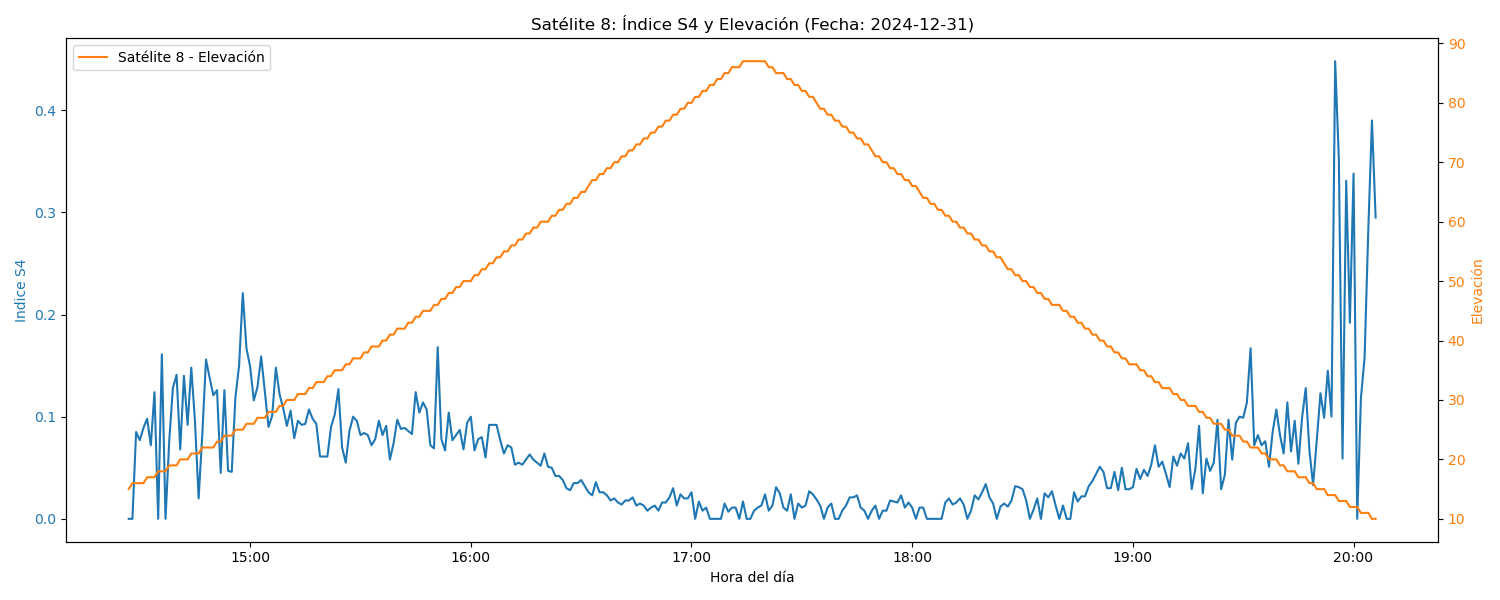 Satélite 8: Índice S4 y Elevación (Fecha: 2024-12-31)
Satélite 8 - Elevación
Indice S4
0.4
0.3
0.2
0.1
0.0
90
80
70
60
50
40
30
20
10
Elevación
15:00 16:00 17:00 18:00 19:00 20:00
Hora del día